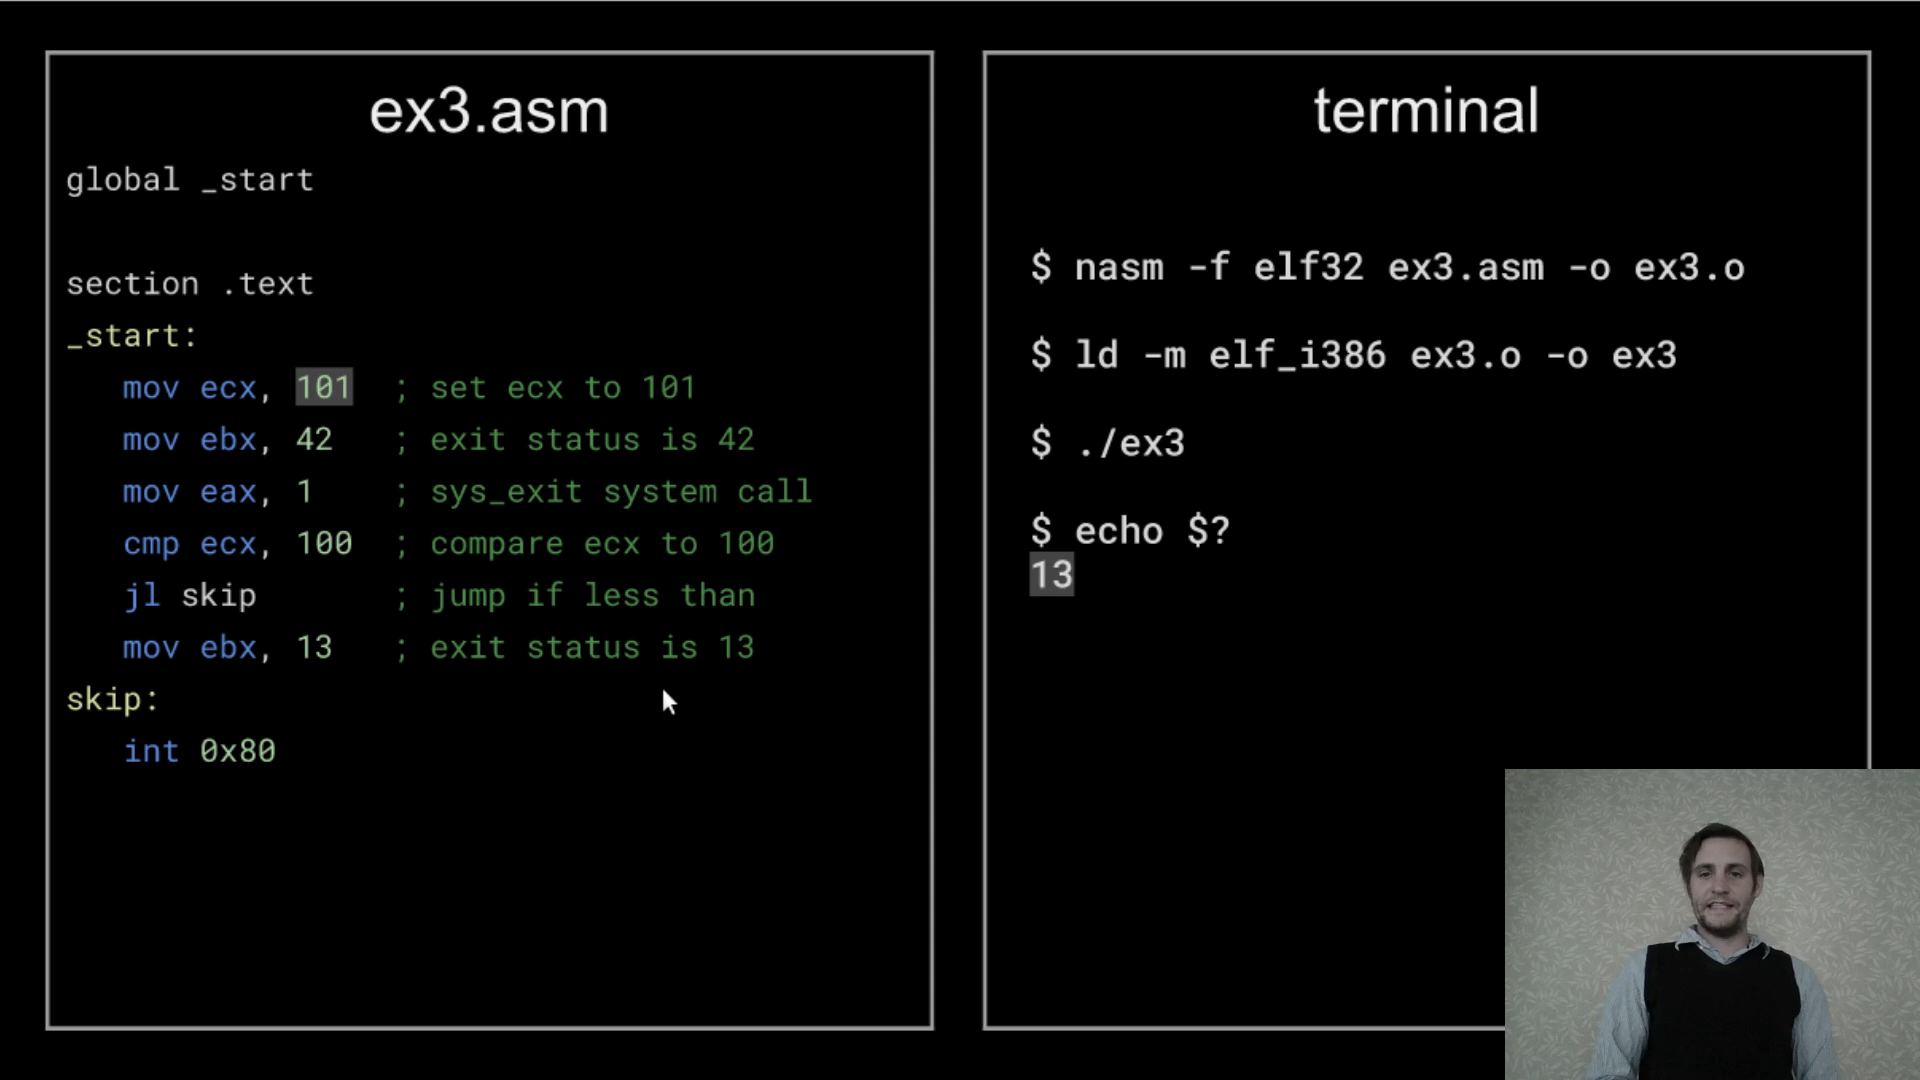 ex3.asm
global _start
section .text
_start:
mov ecx, 101 ; set ecx to 101
mov ebx, 42 ; exit status is 42
mov eax, 1 ; sys_exit system call
cmp ecx, 100 ; compare ecx to 100
jl skip ; jump if less than
mov ebx, 13 ; exit status is 13
skip:
int 0x80
terminal
$ nasm -f elf32 ex3.asm -o ex3.o
$ ld -m elf_i386 ex3.o -o ex3
$ ./ex3
$ echo $?
13